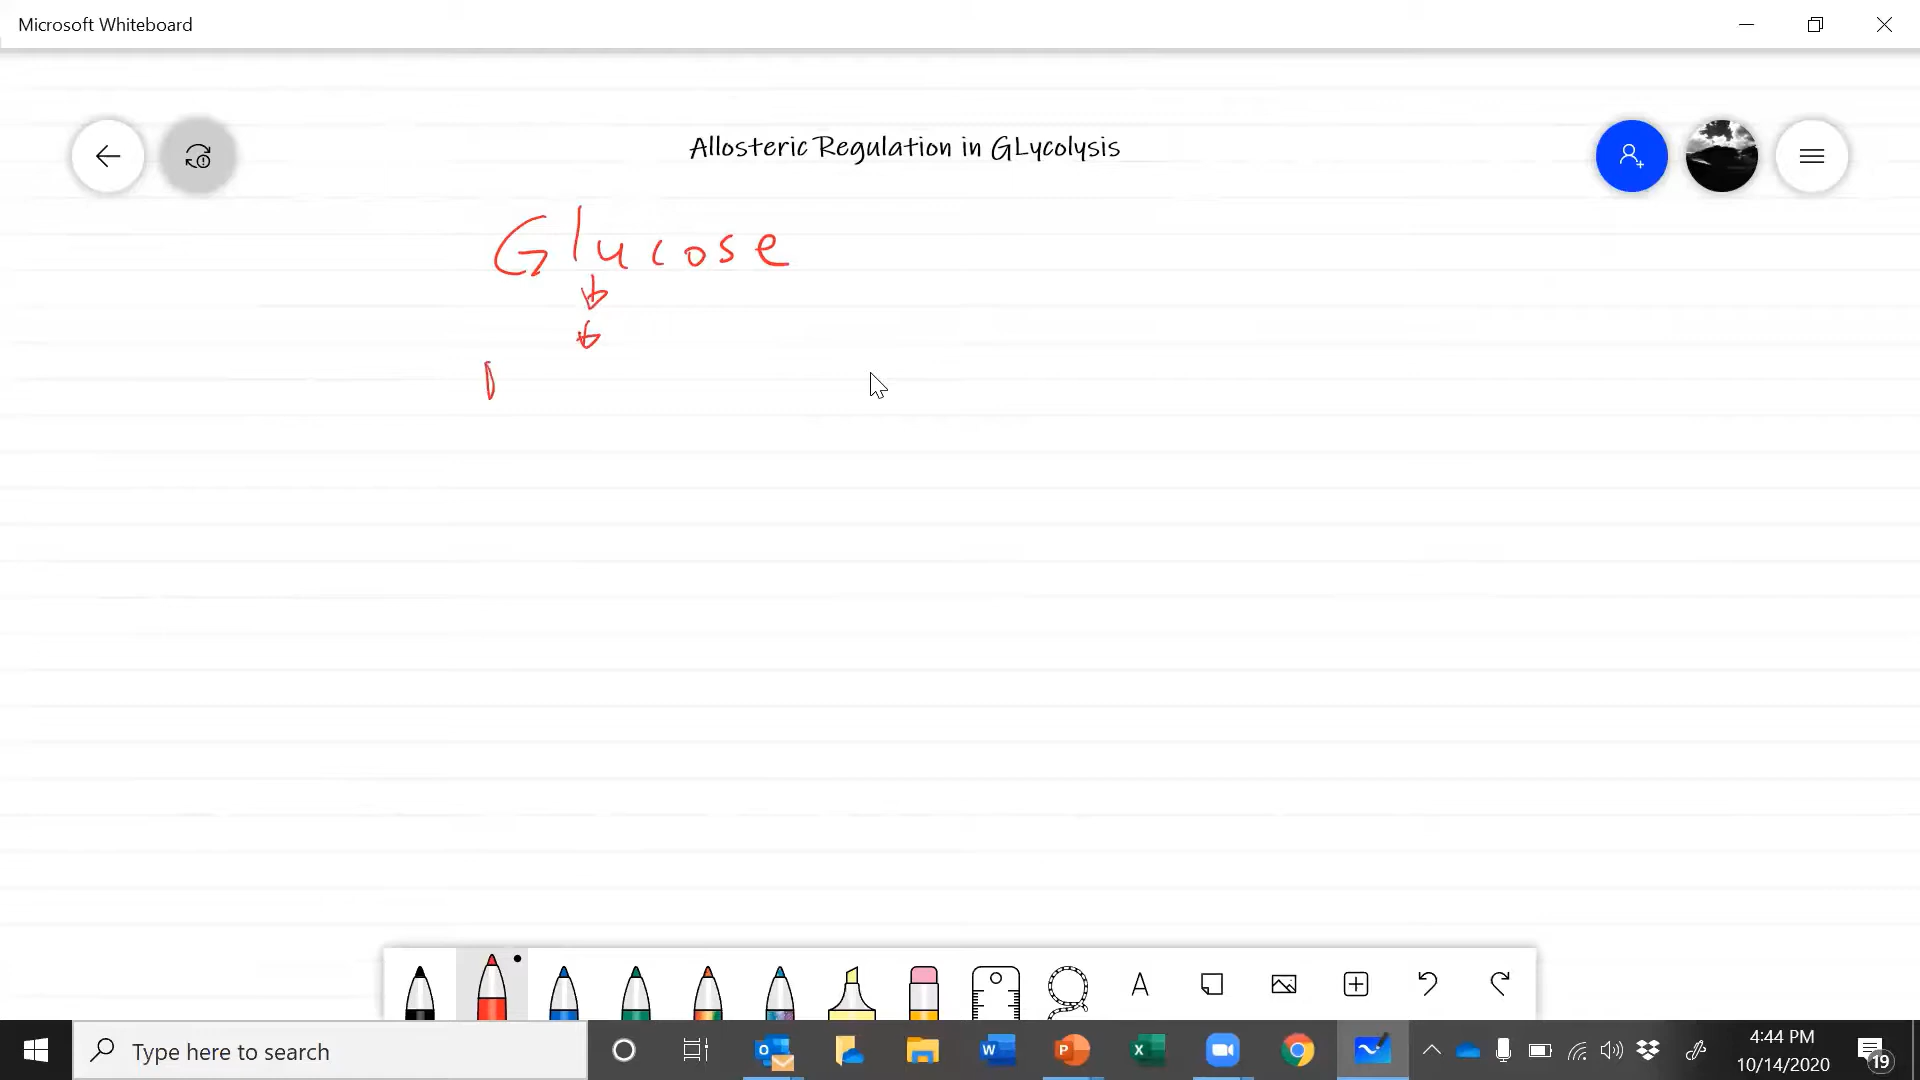 Microsoft Whiteboard
Allosteric Regulation in GLycolysis
Glucose
A
Type here to search
4:44 PM
10/14/2020
19